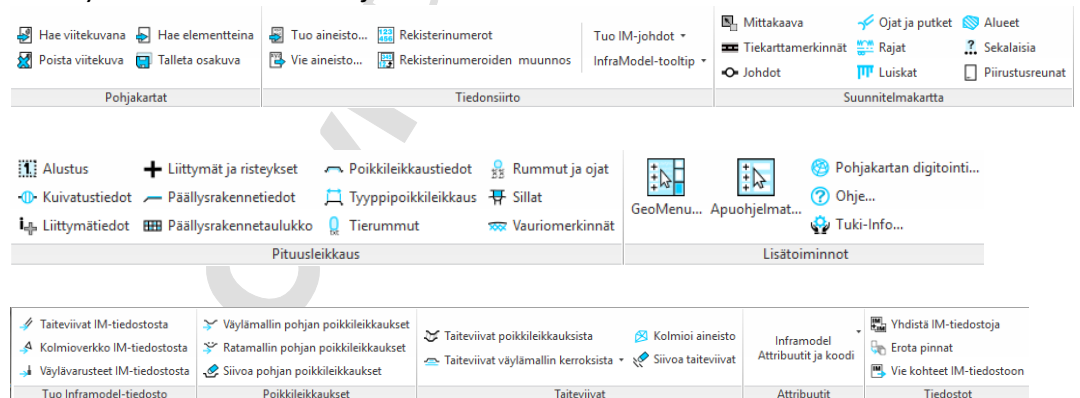 Hae viitekuvana Hae elementteina Tuo aineisto... Rekisterinumerot Tuo IM-johdot Mittakaava Ojat ja putket Alueet
Poista viitekuva Talleta osakuva Vie aineisto... Rekisterinumeroiden muunnos InfraModel-tooltip Tiekarttamerkinnät Rajat Sekalaisia
Johdot Luiskat Piirustusreunat
Pohjakartat Tiedonsiirto Suunnitelmakartta
Alustus Liittymät ja risteykset Poikkileikkaustiedot Rummut ja ojat Pohjakartan digitointi...
Kuivatustiedot Päällysrakennetiedot Tyyppipoikkileikkaus Sillat GeoMenu... Apuohjelmat... Ohje...
Liittymätiedot Päällysrakennetaulukko Tierummut Vauriomerkinnät Tuki-Info...
Pituusleikkaus Lisätoiminnot
Taiteviivat IM-tiedostosta Väylämallin pohjan poikkileikkaukset Taiteviivat poikkileikkauksista Kolmioi aineisto Inframodel Yhdistä IM-tiedostoja
Kolmioverkko IM-tiedostosta Ratamallin pohjan poikkileikkaukset Taiteviivat väylämallin kerroksista Siivoa taiteviivat Attribuutit ja koodi Erota pinnat
Väylävarusteet IM-tiedostosta Siivoa pohjan poikkileikkaukset Vie kohteet IM-tiedostoon
Tuo Inframodel-tiedosto Poikkileikkaukset Taiteviivat Attribuutit Tiedostot